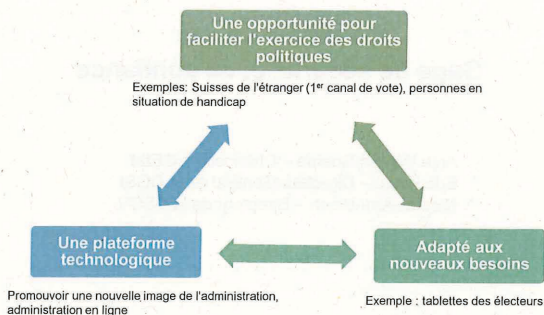 Une opportunité pour
faciliter l'exercice des droits
politiques
Exemples: Suisses de l'étranger (1er canal de vote), personnes en
situation de handicap
Une plateforme
technologique
Promouvoir une nouvelle image de l'administration,
administration en ligne
Adapté aux
nouveaux besoins
Exemple : tablettes des électeurs